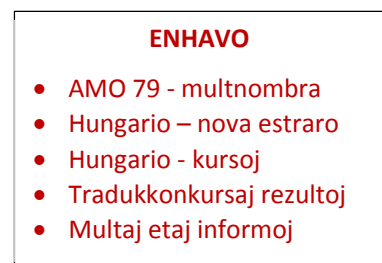 ENHAVO
• AMO 79 - multnombra
• Hungario – nova estraro
• Hungario - kursoj
• Tradukkonkursaj rezultoj
• Multaj etaj informoj